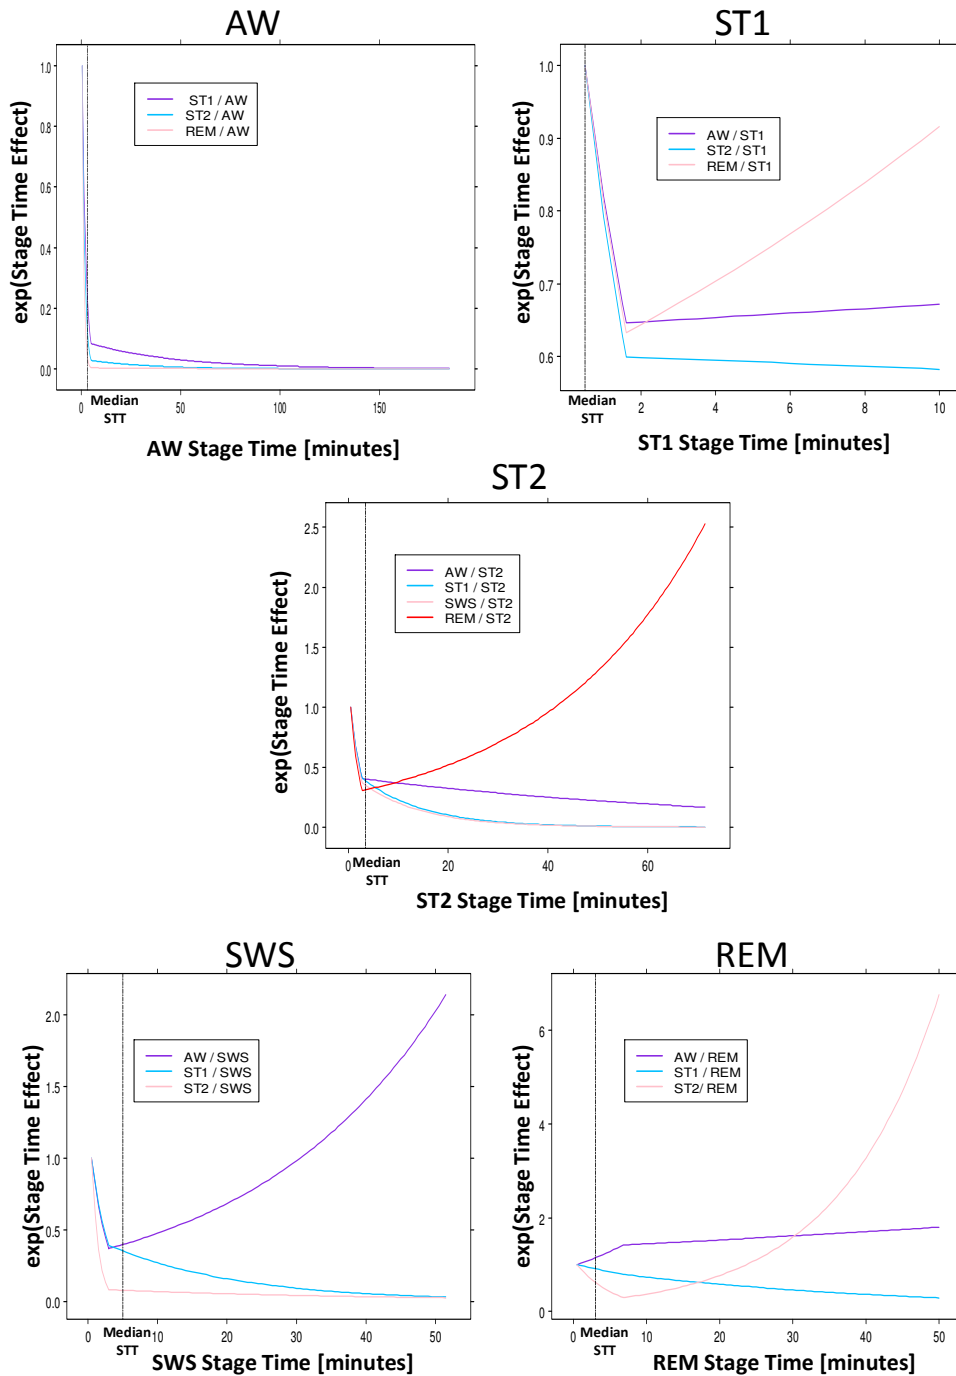 AW
exp(Stage Time Effect)
1.0
0.8
0.6
0.4
0.2
0.0
ST1 / AW
ST2 / AW
REM / AW
0 50 100 150
Median
STT
AW Stage Time [minutes]
ST1
exp(Stage Time Effect)
1.0
0.9
0.8
0.7
0.6
AW / ST1
ST2 / ST1
REM / ST1
2 4 6 8 10
Median
STT
ST1 Stage Time [minutes]
ST2
exp(Stage Time Effect)
2.5
2.0
1.5
1.0
0.5
0.0
AW / ST2
ST1 / ST2
SWS / ST2
REM / ST2
0 20 40 60
Median
STT
ST2 Stage Time [minutes]
SWS
exp(Stage Time Effect)
2.0
1.5
1.0
0.5
0.0
AW / SWS
ST1 / SWS
ST2 / SWS
0 10 20 30 40 50
Median
STT
SWS Stage Time [minutes]
REM
exp(Stage Time Effect)
6
4
2
0
AW / REM
ST1 / REM
ST2/ REM
0 10 20 30 40 50
Median
STT
REM Stage Time [minutes]